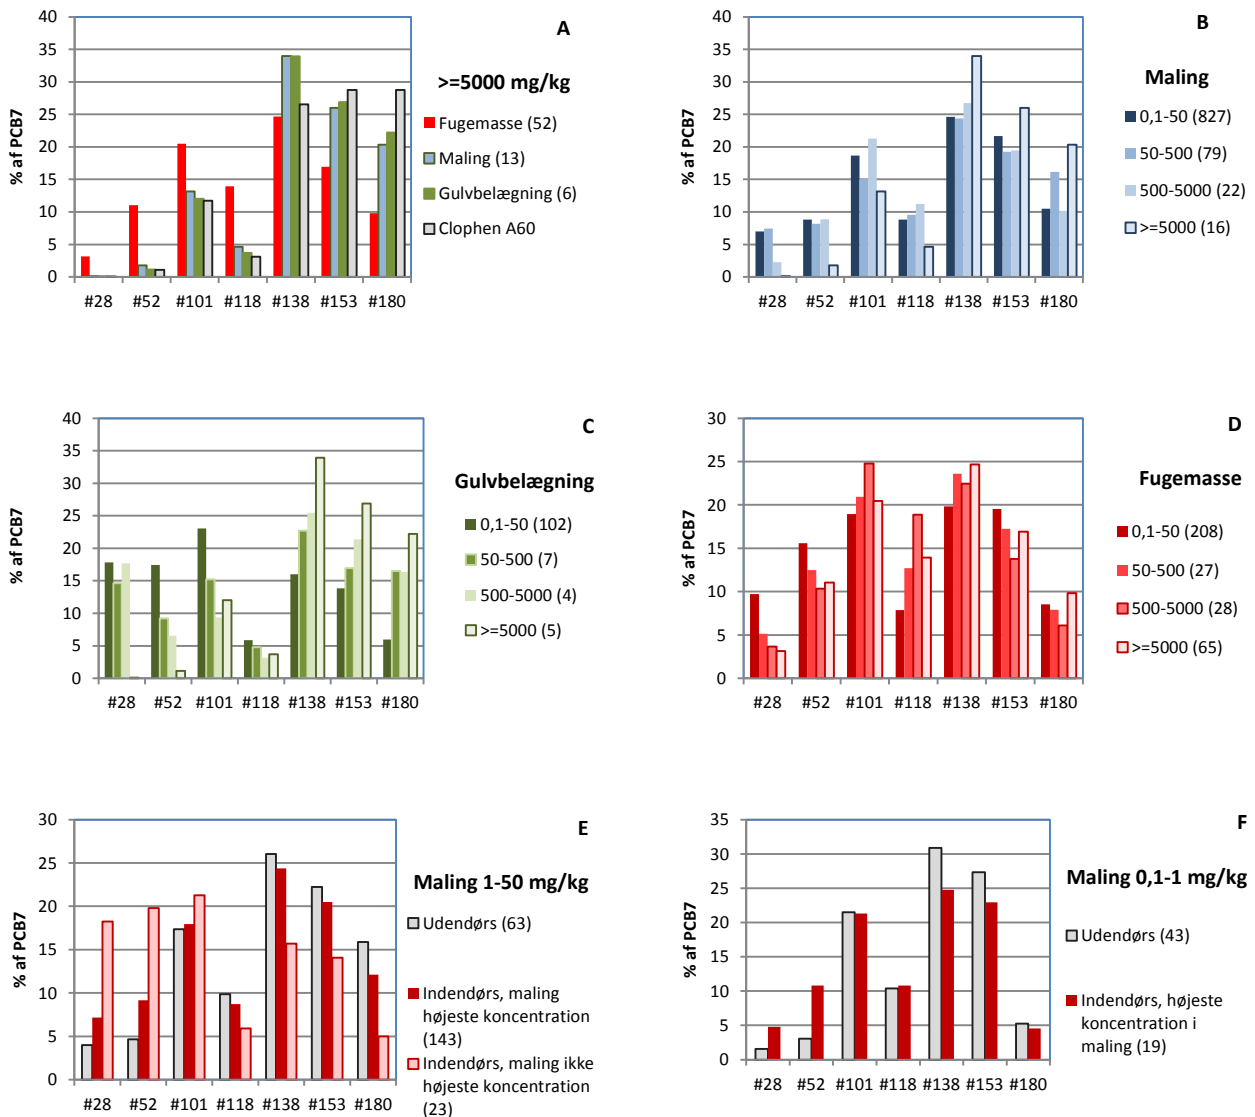 A
>=5000 mg/kg
% af PCB7
40
35
30
25
20
15
10
5
0
#28 #52 #101 #118 #138 #153 #180
Fugemasse (52)
Maling (13)
Gulvbelægning (6)
Clophen A60
B
Maling
% af PCB7
40
35
30
25
20
15
10
5
0
#28 #52 #101 #118 #138 #153 #180
0,1-50 (827)
50-500 (79)
500-5000 (22)
>=5000 (16)
C
Gulvbelægning
% af PCB7
40
35
30
25
20
15
10
5
0
#28 #52 #101 #118 #138 #153 #180
0,1-50 (102)
50-500 (7)
500-5000 (4)
>=5000 (5)
D
Fugemasse
% af PCB7
30
25
20
15
10
5
0
#28 #52 #101 #118 #138 #153 #180
0,1-50 (208)
50-500 (27)
500-5000 (28)
>=5000 (65)
E
Maling 1-50 mg/kg
% af PCB7
30
25
20
15
10
5
0
#28 #52 #101 #118 #138 #153 #180
Udendørs (63)
Indendørs, maling
højeste koncentration
(143)
Indendørs, maling ikke
højeste koncentration
(23)
F
Maling 0,1-1 mg/kg
% af PCB7
35
30
25
20
15
10
5
0
#28 #52 #101 #118 #138 #153 #180
Udendørs (43)
Indendørs, højeste
koncentration i
maling (19)